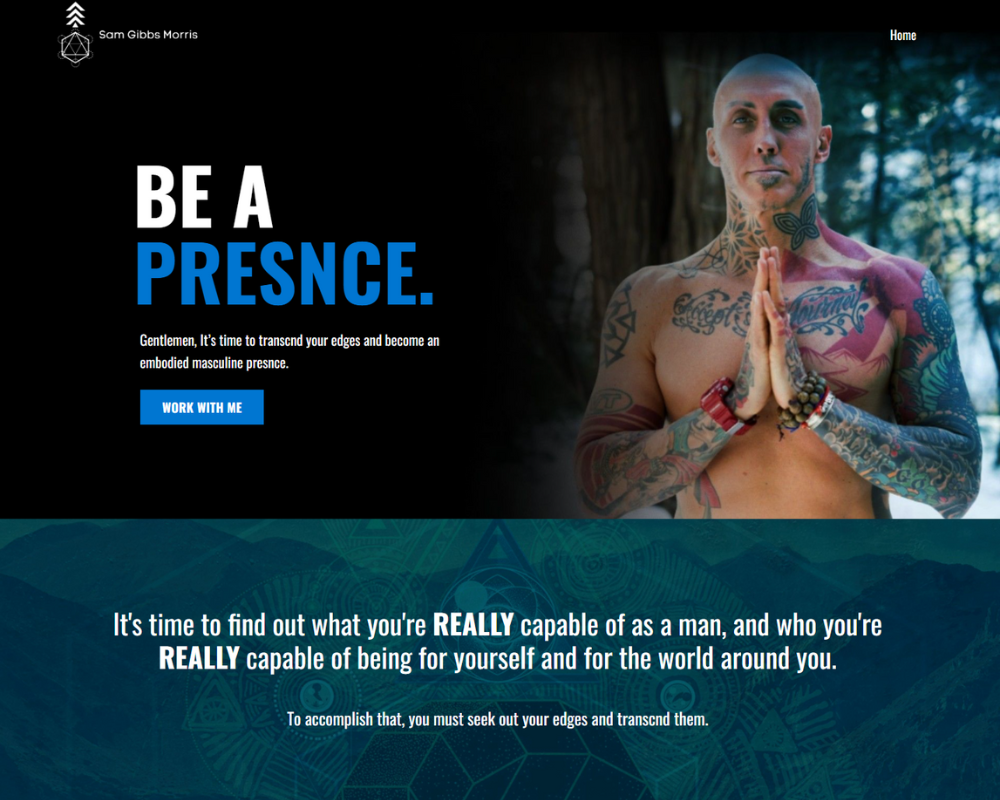 Sam Gibbs Morris
Home
BE A
PRESNCE.
Gentlemen, It's time to transcnd your edges and become an
embodied masculine presnce.
WORK WITH ME
Accept
Journey
It's time to find out what you're REALLY capable of as a man, and who you're
REALLY capable of being for yourself and for the world around you.
To accomplish that, you must seek out your edges and transcnd them.